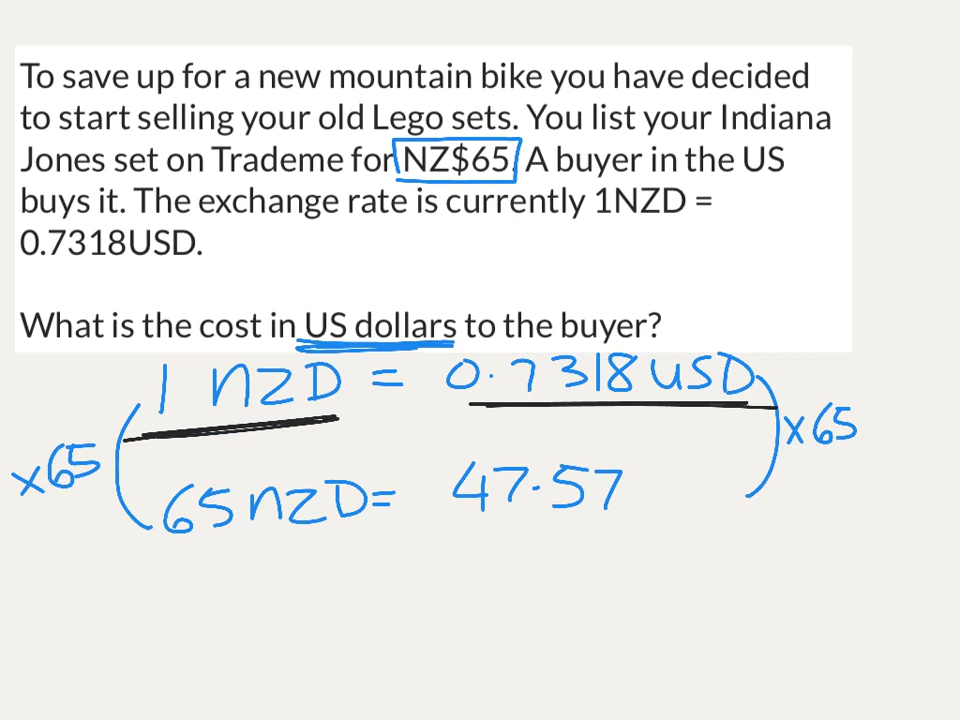 To save up for a new mountain bike you have decided
to start selling your old Lego sets. You list your Indiana
Jones set on Trademe for NZ$65. A buyer in the US
buys it. The exchange rate is currently 1NZD =
0.7318USD.
What is the cost in US dollars to the buyer?
1 NZD = 0.7318 USD
x65 x65
65 NZD = 47.57